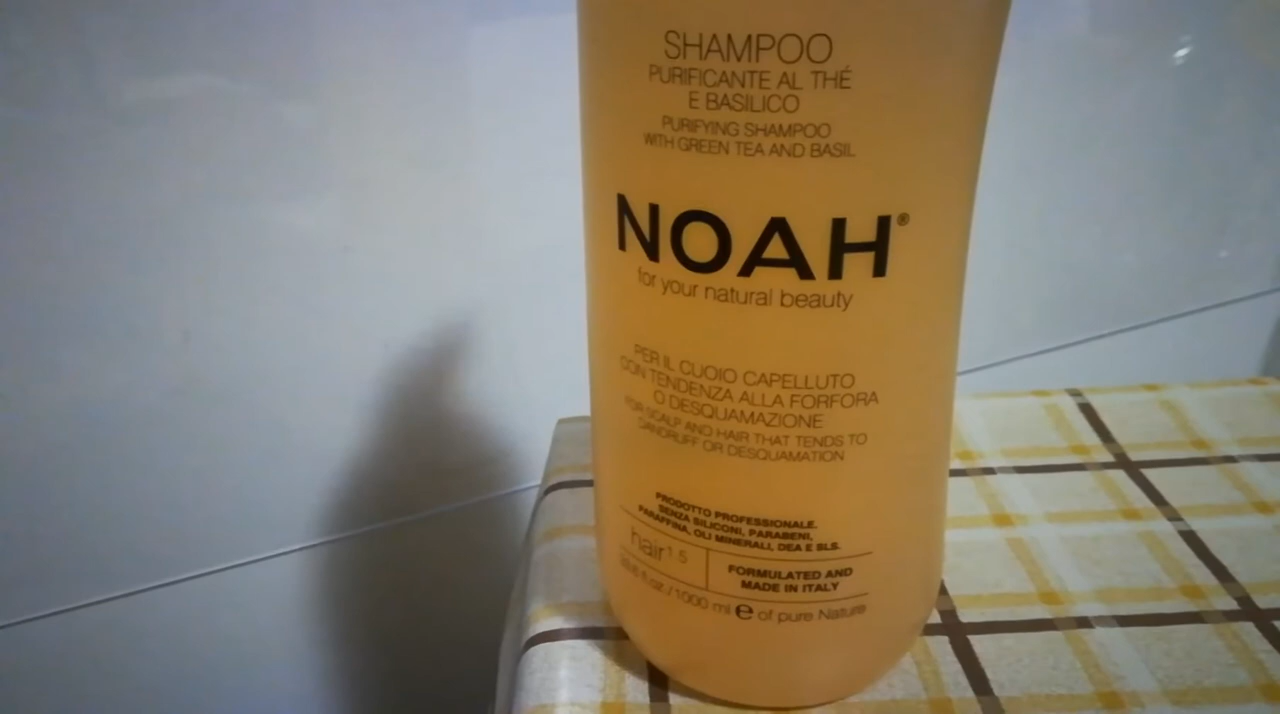 SHAMPOO
PURIFICANTE AL THÉ
E BASILICO
PURIFYING SHAMPOO
WITH GREEN TEA AND BASIL
NOAH®
for your natural beauty
PER IL CUOIO CAPELLUTO
CON TENDENZA ALLA FORFORA
O DESQUAMAZIONE
FOR SCALP AND HAIR THAT TENDS TO
DANDRUFF OR DESQUAMATION
PRODOTTO PROFESSIONALE.
SENZA SILICONI, PARABENI,
PARAFFINA, OLI MINERALI, DEA E SLS.
hair 1.5
FORMULATED AND
MADE IN ITALY
fl.oz / 1000 ml e of pure Nature